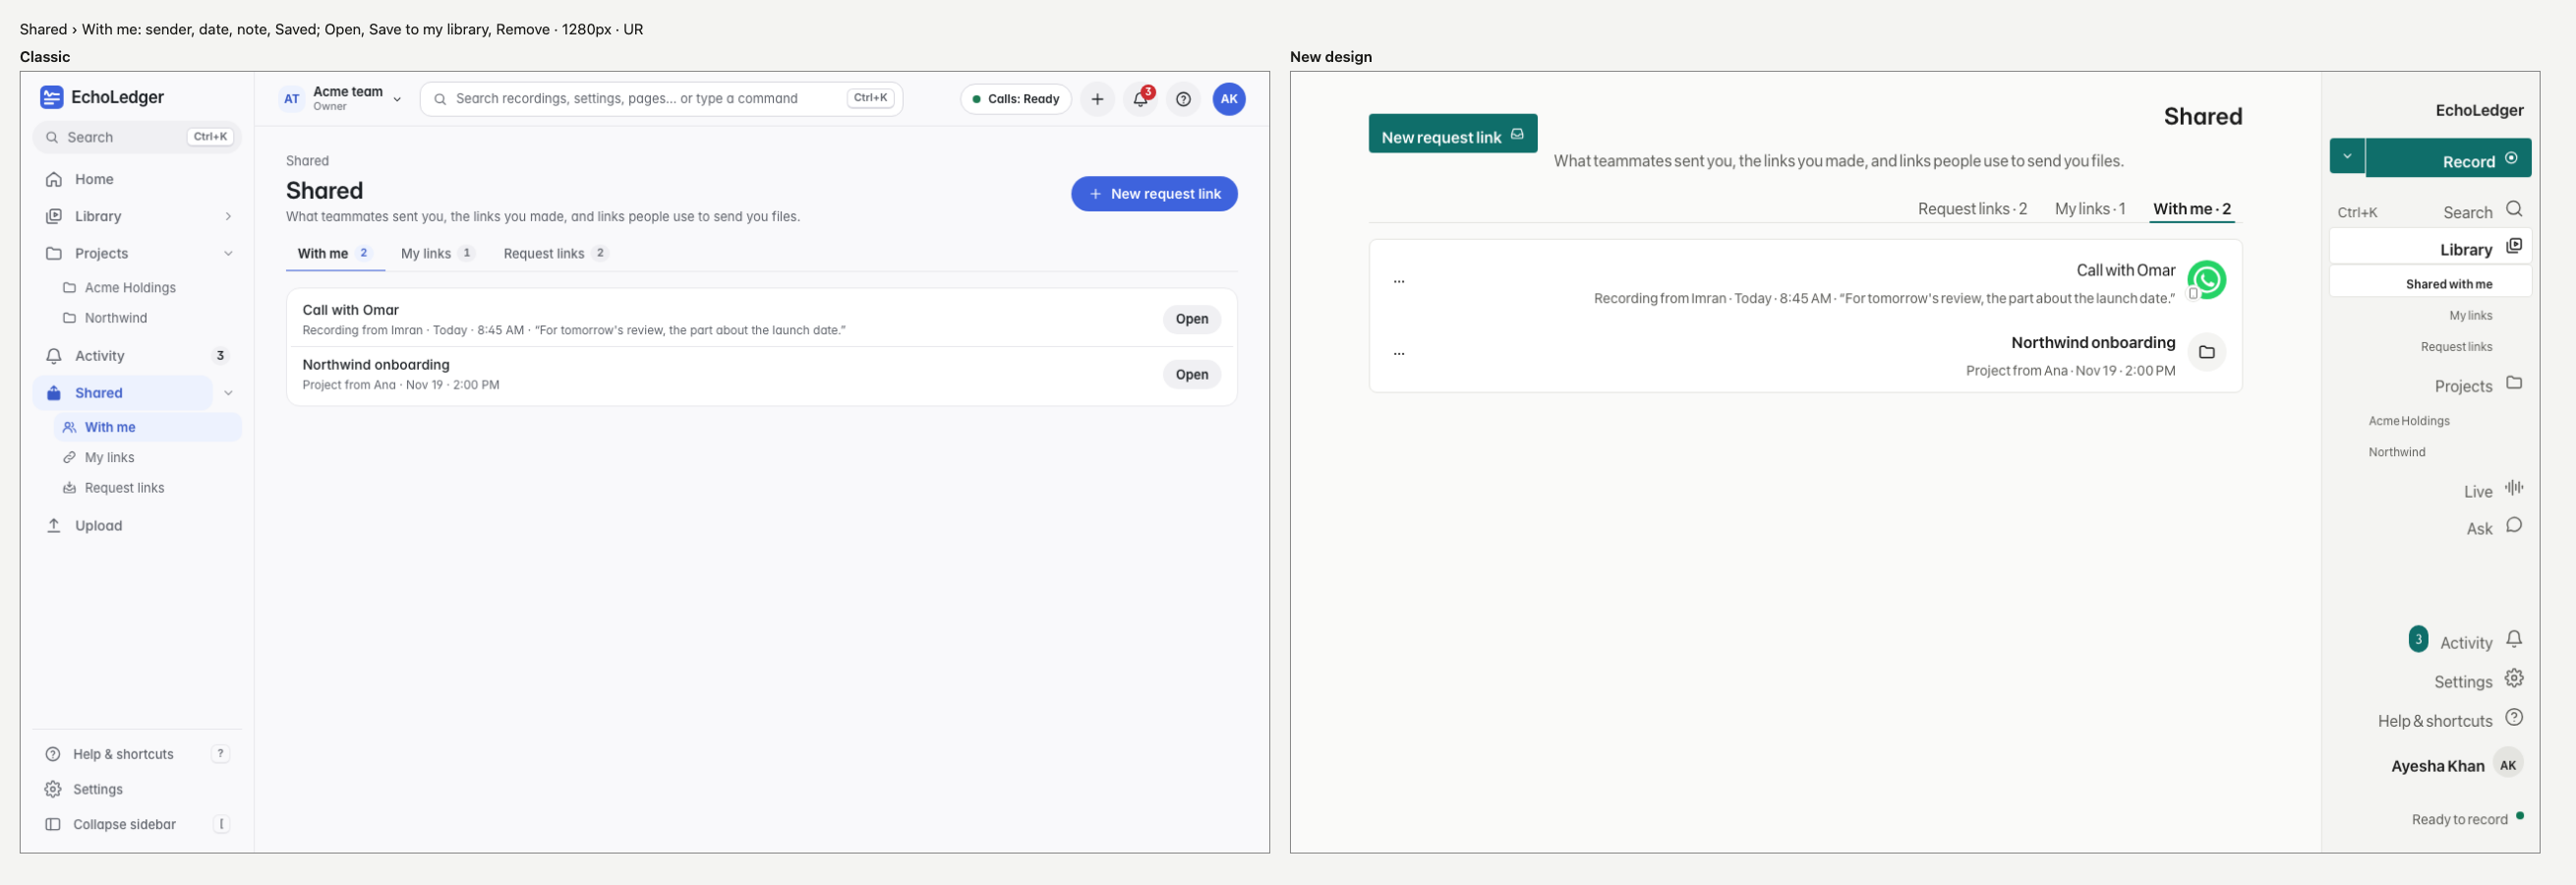 Shared › With me: sender, date, note, Saved; Open, Save to my library, Remove · 1280px · UR
Classic
EchoLedger
Search Ctrl+K
Home
Library
Projects
Acme Holdings
Northwind
Activity 3
Shared
With me
My links
Request links
Upload
Help & shortcuts ?
Settings
Collapse sidebar [
AT Acme team
Owner
Search recordings, settings, pages... or type a command Ctrl+K
Calls: Ready
3
AK
Shared
Shared
What teammates sent you, the links you made, and links people use to send you files.
+ New request link
With me 2 My links 1 Request links 2
Call with Omar
Recording from Imran · Today · 8:45 AM · “For tomorrow's review, the part about the launch date.”
Open
Northwind onboarding
Project from Ana · Nov 19 · 2:00 PM
Open
New design
Shared
New request link
What teammates sent you, the links you made, and links people use to send you files.
Request links · 2 My links · 1 With me · 2
Call with Omar
...
Recording from Imran · Today · 8:45 AM · “For tomorrow's review, the part about the launch date.”
Northwind onboarding
...
Project from Ana · Nov 19 · 2:00 PM
EchoLedger
Record
Ctrl+K Search
Library
Shared with me
My links
Request links
Projects
Acme Holdings
Northwind
Live
Ask
3 Activity
Settings
Help & shortcuts
Ayesha Khan AK
Ready to record